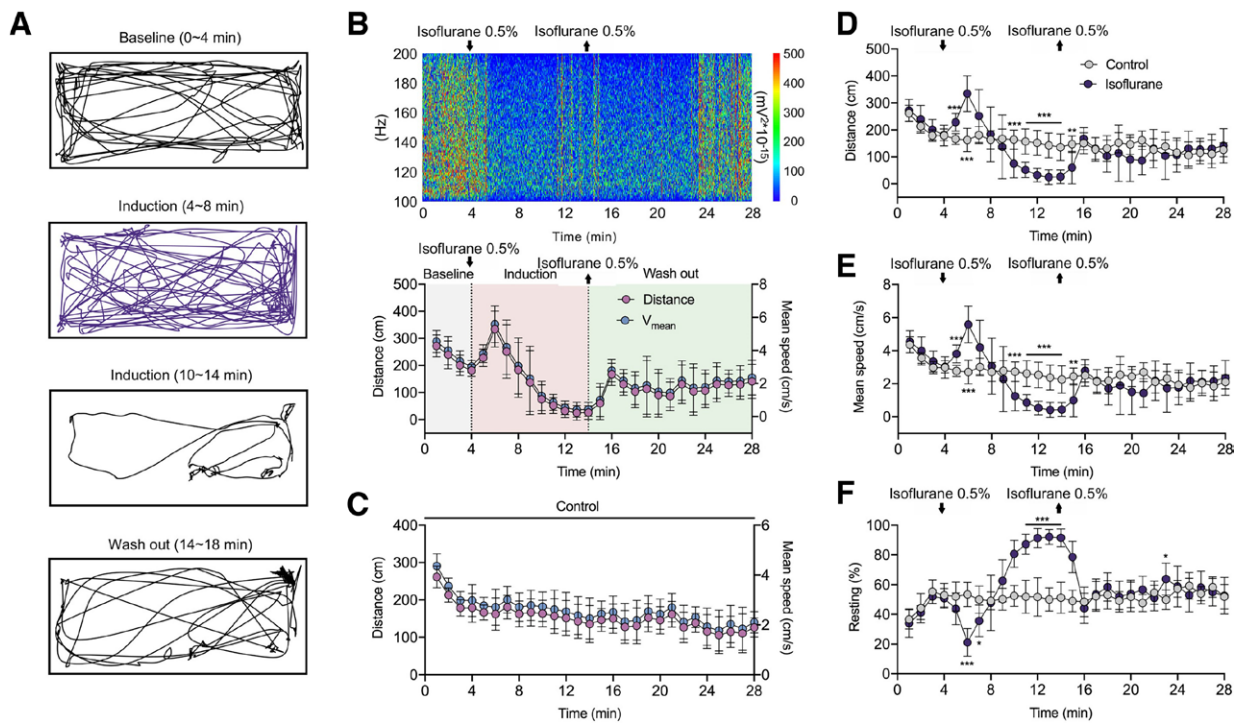 A
Baseline (0~4 min)
Induction (4~8 min)
Induction (10~14 min)
Wash out (14~18 min)
B
Isoflurane 0.5% Isoflurane 0.5%
200
180
160
140
120
100
(Hz)
0 4 8 12 16 20 24 28
Time (min)
500
400
300
200
100
0
(mV²*10⁻¹⁵)
Isoflurane 0.5%
Isoflurane 0.5%
Baseline Induction Wash out
500
400
300
200
100
0
Distance (cm)
Distance
Vmean
8
6
4
2
0
Mean speed (cm/s)
0 4 8 12 16 20 24 28
Time (min)
C
Control
400
300
200
100
0
Distance (cm)
6
4
2
0
Mean speed (cm/s)
0 4 8 12 16 20 24 28
Time (min)
D
Isoflurane 0.5% Isoflurane 0.5%
500
400
300
200
100
0
Distance (cm)
Control
Isoflurane
*** *** *** **
***
0 4 8 12 16 20 24 28
Time (min)
E
Isoflurane 0.5% Isoflurane 0.5%
8
6
4
2
0
Mean speed (cm/s)
*** *** *** **
***
0 4 8 12 16 20 24 28
Time (min)
F
Isoflurane 0.5% Isoflurane 0.5%
100
80
60
40
20
0
Resting (%)
***
*
*
***
0 4 8 12 16 20 24 28
Time (min)